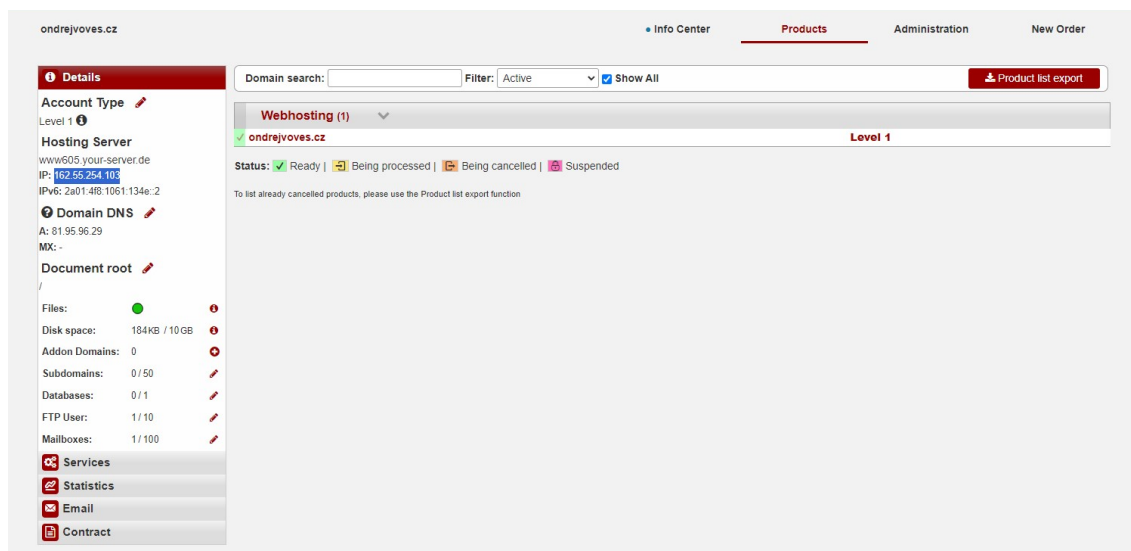 ondrejvoves.cz
Info Center
Products
Administration
New Order
Details
Account Type
Level 1
Hosting Server
www605.your-server.de
IP: 162.55.254.103
IPv6: 2a01:4f8:1061:134e::2
Domain DNS
A: 81.95.96.29
MX: -
Document root
/
Files:
Disk space: 184KB / 10 GB
Addon Domains: 0
Subdomains: 0 / 50
Databases: 0 / 1
FTP User: 1 / 10
Mailboxes: 1 / 100
Services
Statistics
Email
Contract
Domain search: Filter: Active Show All
Product list export
Webhosting (1)
ondrejvoves.cz Level 1
Status: Ready | Being processed | Being cancelled | Suspended
To list already cancelled products, please use the Product list export function